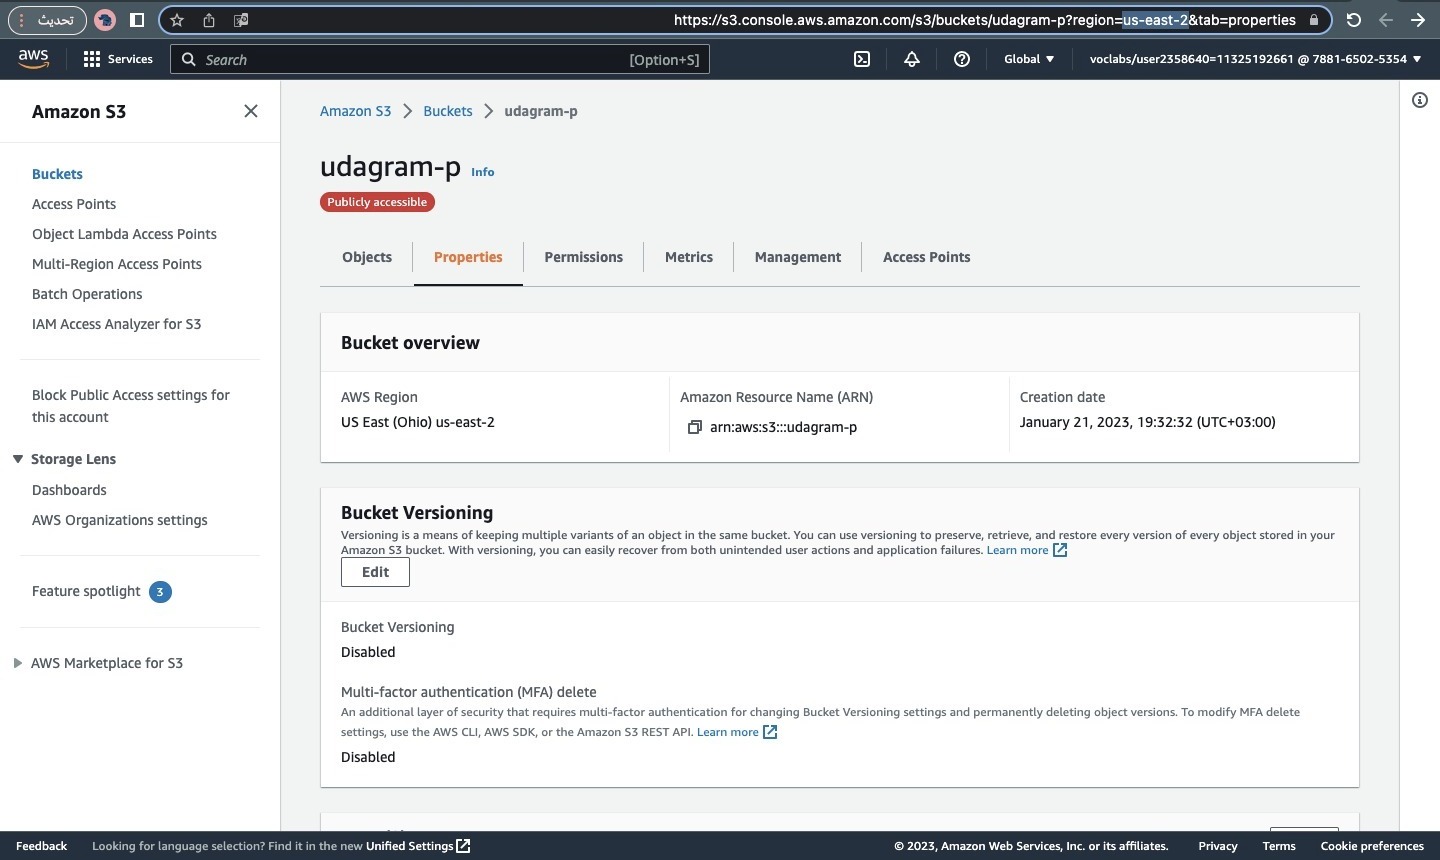 تحديث
https://s3.console.aws.amazon.com/s3/buckets/udagram-p?region=us-east-2&tab=properties
aws
Services
Search
[Option+S]
Global
voclabs/user2358640=11325192661 @ 7881-6502-5354
Amazon S3
Buckets
Access Points
Object Lambda Access Points
Multi-Region Access Points
Batch Operations
IAM Access Analyzer for S3
Block Public Access settings for
this account
Storage Lens
Dashboards
AWS Organizations settings
Feature spotlight 3
AWS Marketplace for S3
Amazon S3 > Buckets > udagram-p
udagram-p Info
Publicly accessible
Objects
Properties
Permissions
Metrics
Management
Access Points
Bucket overview
AWS Region
US East (Ohio) us-east-2
Amazon Resource Name (ARN)
arn:aws:s3:::udagram-p
Creation date
January 21, 2023, 19:32:32 (UTC+03:00)
Bucket Versioning
Versioning is a means of keeping multiple variants of an object in the same bucket. You can use versioning to preserve, retrieve, and restore every version of every object stored in your
Amazon S3 bucket. With versioning, you can easily recover from both unintended user actions and application failures. Learn more
Edit
Bucket Versioning
Disabled
Multi-factor authentication (MFA) delete
An additional layer of security that requires multi-factor authentication for changing Bucket Versioning settings and permanently deleting object versions. To modify MFA delete
settings, use the AWS CLI, AWS SDK, or the Amazon S3 REST API. Learn more
Disabled
Feedback
Looking for language selection? Find it in the new Unified Settings
© 2023, Amazon Web Services, Inc. or its affiliates.
Privacy
Terms
Cookie preferences